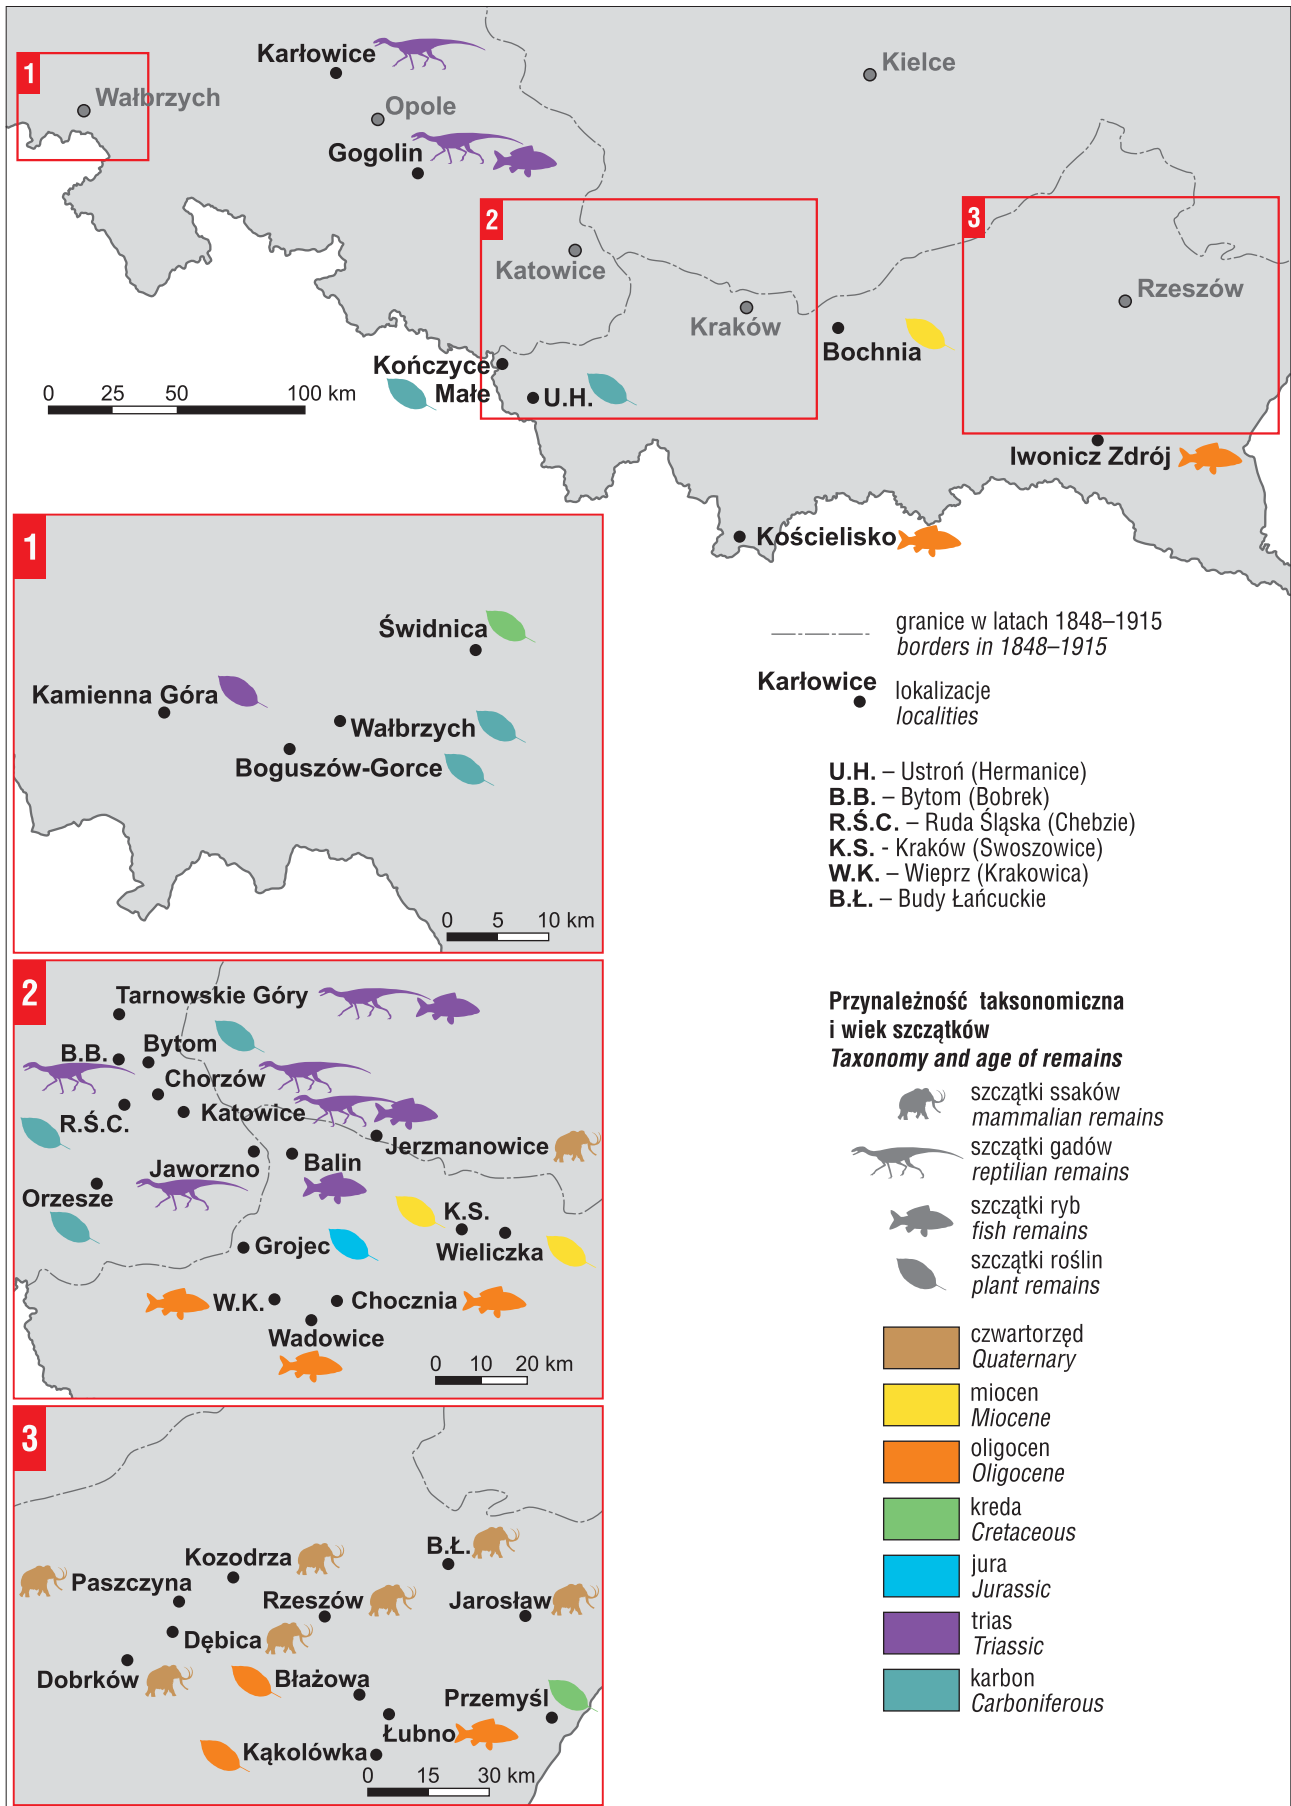 1
Wałbrzych
Karłowice
Opole
Gogolin
Kielce
2
Katowice
Kraków
3
Rzeszów
Bochnia
Kończyce
Małe
U.H.
0 25 50 100 km
Iwonicz Zdrój
Kościelisko
1
Świdnica
Kamienna Góra
Wałbrzych
Boguszów-Gorce
0 5 10 km
granice w latach 1848–1915
borders in 1848–1915
Karłowice
lokalizacje
localities
U.H. – Ustroń (Hermanice)
B.B. – Bytom (Bobrek)
R.Ś.C. – Ruda Śląska (Chebzie)
K.S. - Kraków (Swoszowice)
W.K. – Wieprz (Krakowica)
B.Ł. – Budy Łańcuckie
2
Tarnowskie Góry
B.B.
Bytom
Chorzów
R.Ś.C.
Katowice
Jerzmanowice
Jaworzno
Balin
Orzesze
K.S.
Wieliczka
Grojec
W.K.
Chocznia
Wadowice
0 10 20 km
3
Kozodrza
B.Ł.
Paszczyna
Rzeszów
Jarosław
Dębica
Dobrków
Błażowa
Przemyśl
Łubno
Kąkolówka
0 15 30 km
Przynależność taksonomiczna
i wiek szczątków
Taxonomy and age of remains
szczątki ssaków
mammalian remains
szczątki gadów
reptilian remains
szczątki ryb
fish remains
szczątki roślin
plant remains
czwartorzęd
Quaternary
miocen
Miocene
oligocen
Oligocene
kreda
Cretaceous
jura
Jurassic
trias
Triassic
karbon
Carboniferous